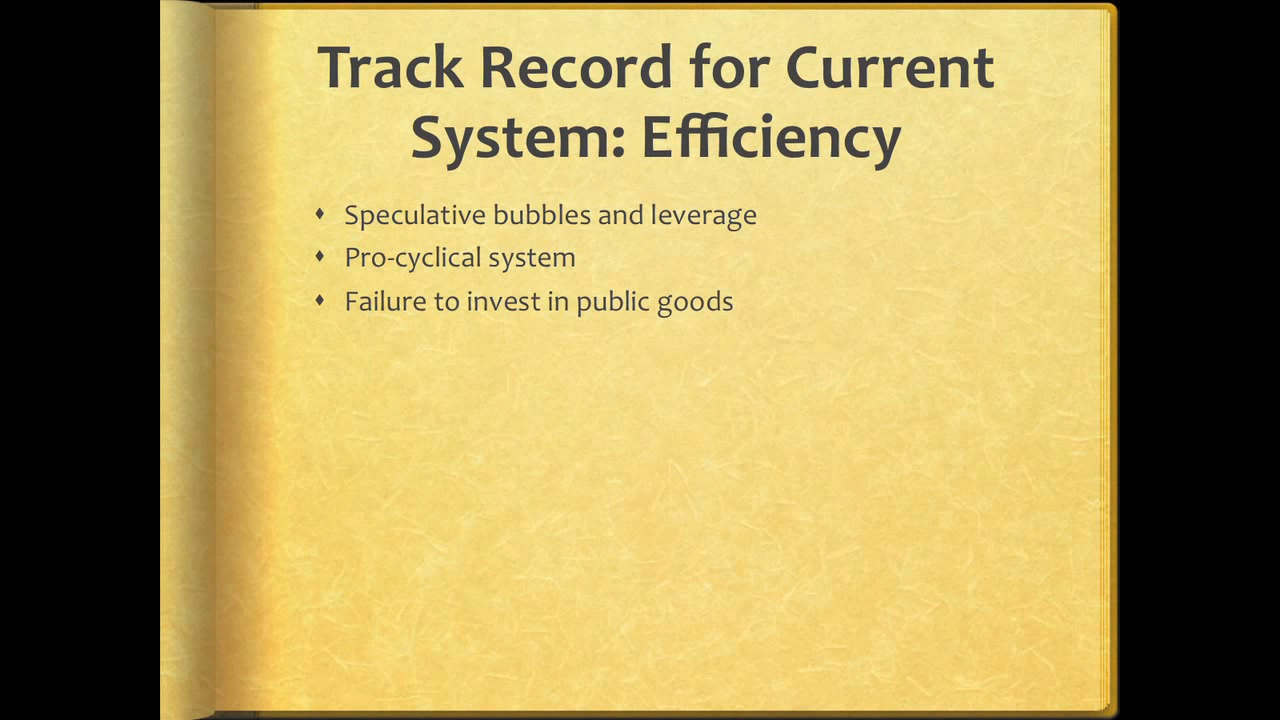 Track Record for Current
System: Efficiency
♦ Speculative bubbles and leverage
♦ Pro-cyclical system
♦ Failure to invest in public goods